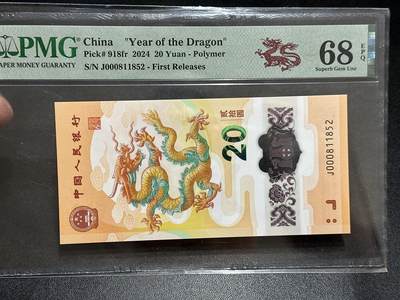 PMG
PAPER MONEY GUARANTY
China "Year of the Dragon"
Pick# 918fr 2024 20 Yuan - Polymer
S/N J000811852 - First Releases
68 EPQ
Superb Gem Unc
中国人民银行
贰拾圆
20
J000811852